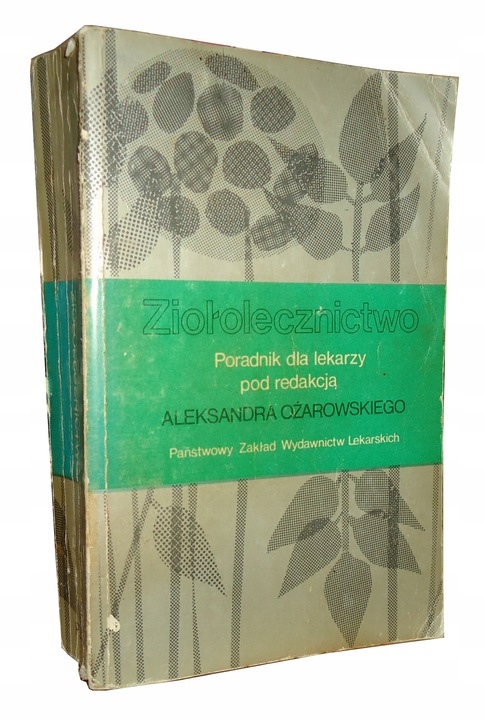 Ziołolecznictwo
Poradnik dla lekarzy
pod redakcją
ALEKSANDRA OŻAROWSKIEGO
Państwowy Zakład Wydawnictw Lekarskich